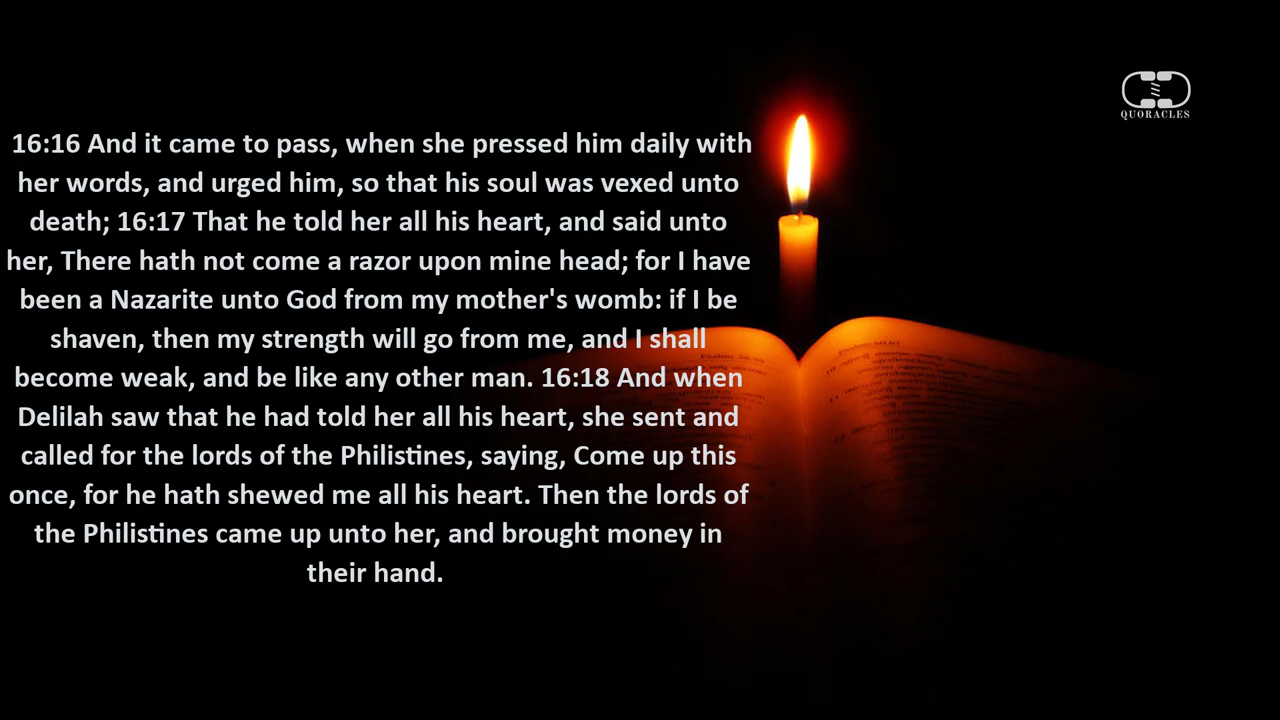 QUORACLES
16:16 And it came to pass, when she pressed him daily with
her words, and urged him, so that his soul was vexed unto
death; 16:17 That he told her all his heart, and said unto
her, There hath not come a razor upon mine head; for I have
been a Nazarite unto God from my mother's womb: if I be
shaven, then my strength will go from me, and I shall
become weak, and be like any other man. 16:18 And when
Delilah saw that he had told her all his heart, she sent and
called for the lords of the Philistines, saying, Come up this
once, for he hath shewed me all his heart. Then the lords of
the Philistines came up unto her, and brought money in
their hand.